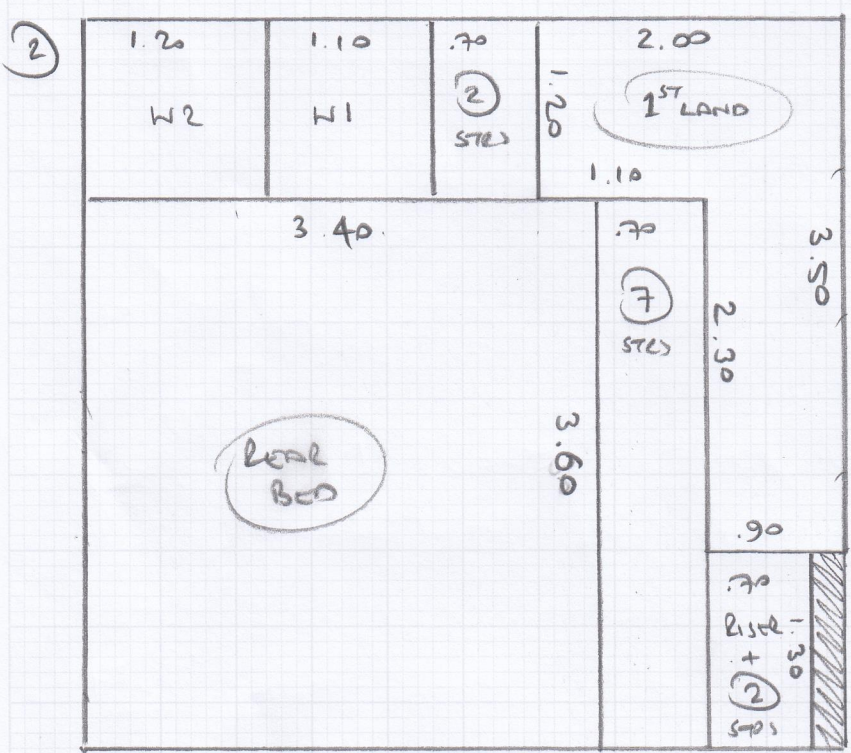 2
1.20
1.10
.70
2.00
W2
W1
2
STRS
1.20
1ST LAND
1.10
3.40
.70
7
STRS
3.50
2.30
3.60
REAR
BED
.90
.70
RISER
+
2
STPS
1.30